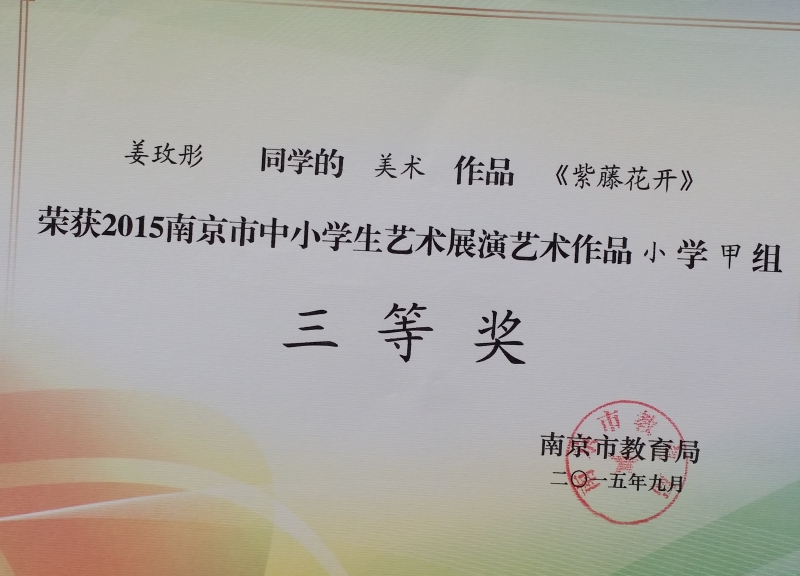 姜玫彤 同学的 美术 作品 《紫藤花开》
荣获2015南京市中小学生艺术展演艺术作品小学甲组
三等奖
南京市教育局
二〇一五年九月